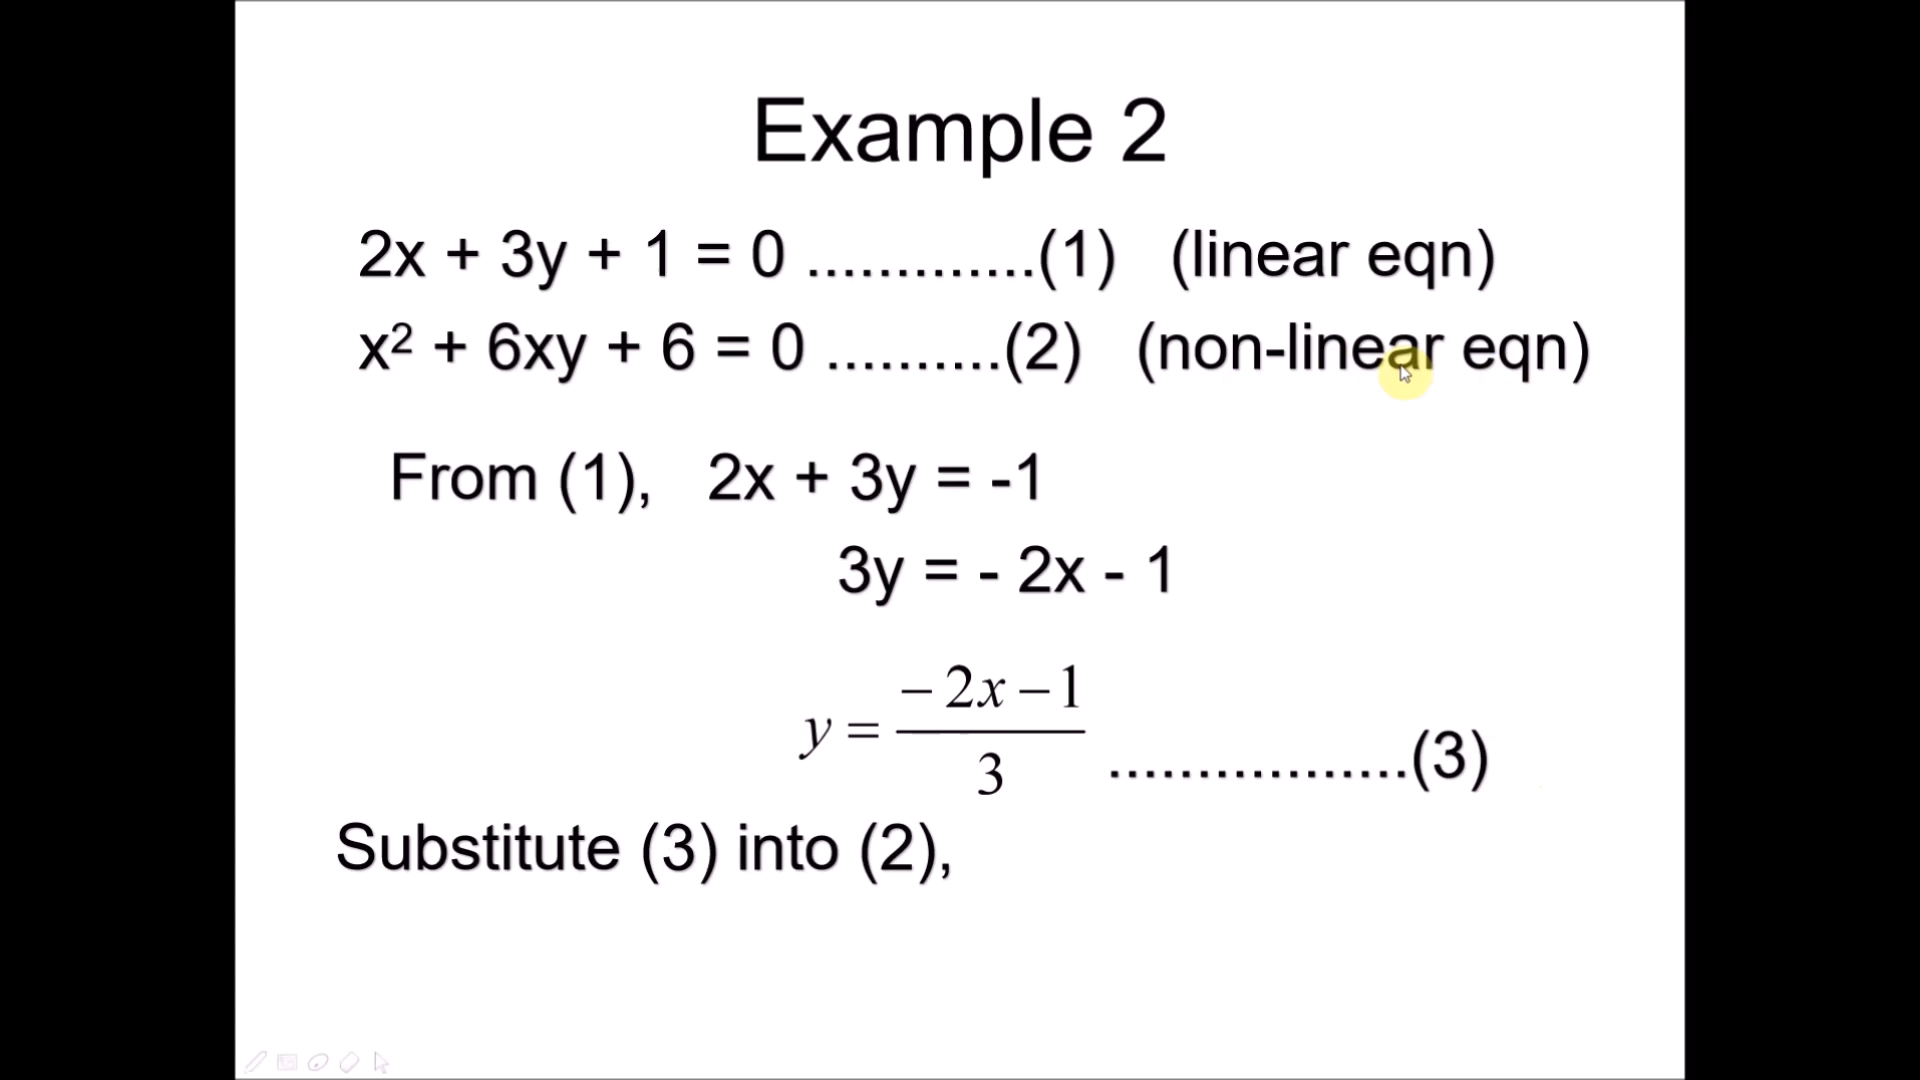 Example 2
2x + 3y + 1 = 0 .............(1) (linear eqn)
x² + 6xy + 6 = 0 ..........(2) (non-linear eqn)
From (1), 2x + 3y = -1
3y = - 2x - 1
y = \frac{-2x-1}{3} .................(3)
Substitute (3) into (2),